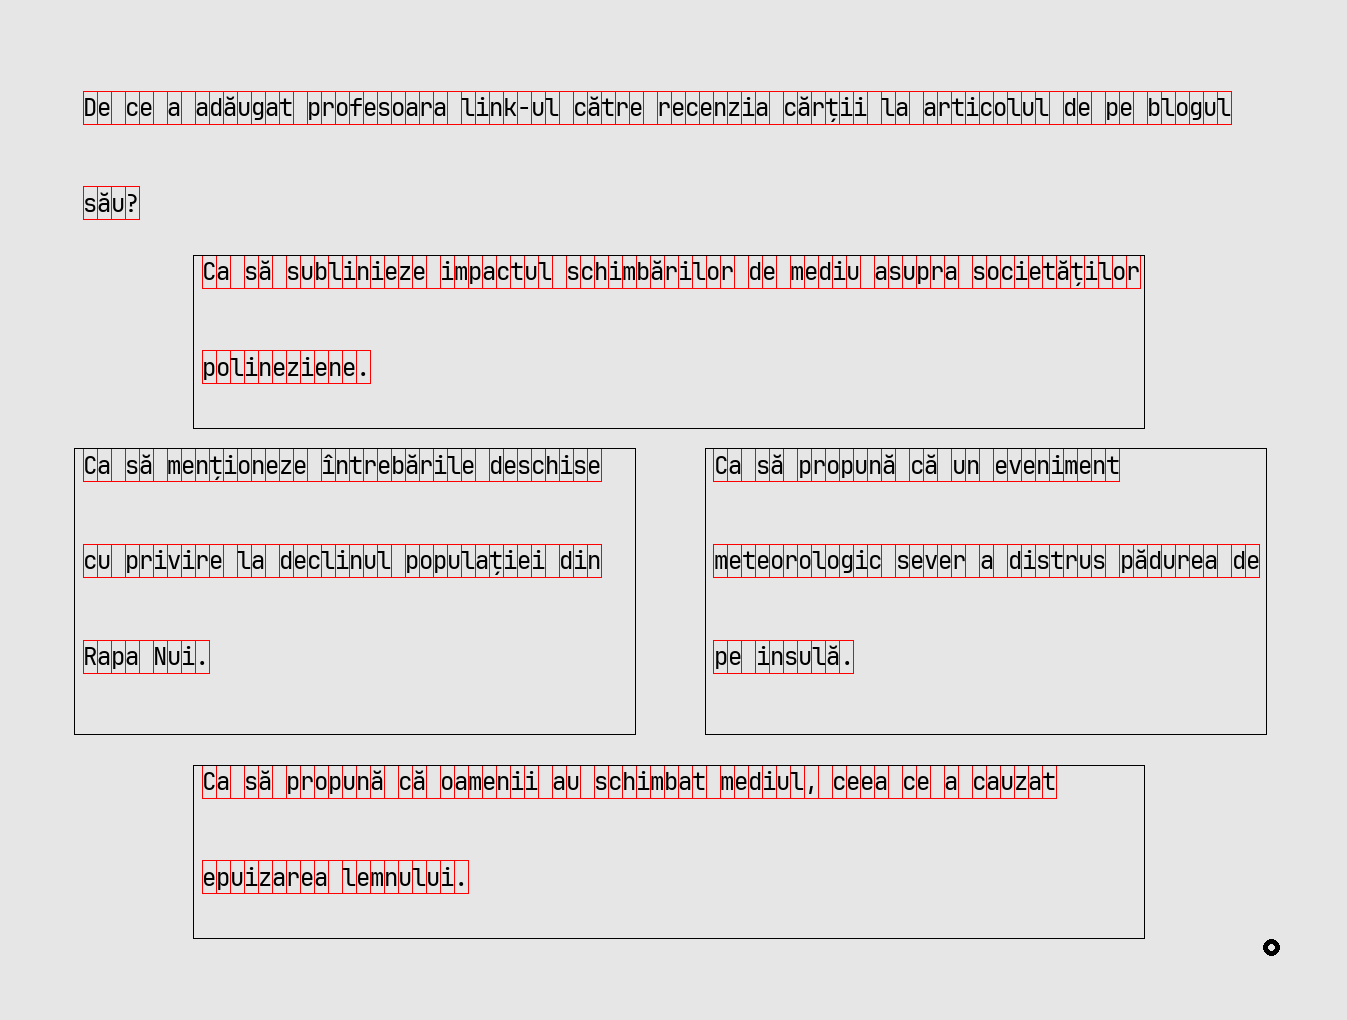 De ce a adăugat profesoara link-ul către recenzia cărții la articolul de pe blogul
său?
Ca să sublinieze impactul schimbărilor de mediu asupra societăților
polineziene.
Ca să menționeze întrebările deschise
cu privire la declinul populației din
Rapa Nui.
Ca să propună că un eveniment
meteorologic sever a distrus pădurea de
pe insulă.
Ca să propună că oamenii au schimbat mediul, ceea ce a cauzat
epuizarea lemnului.